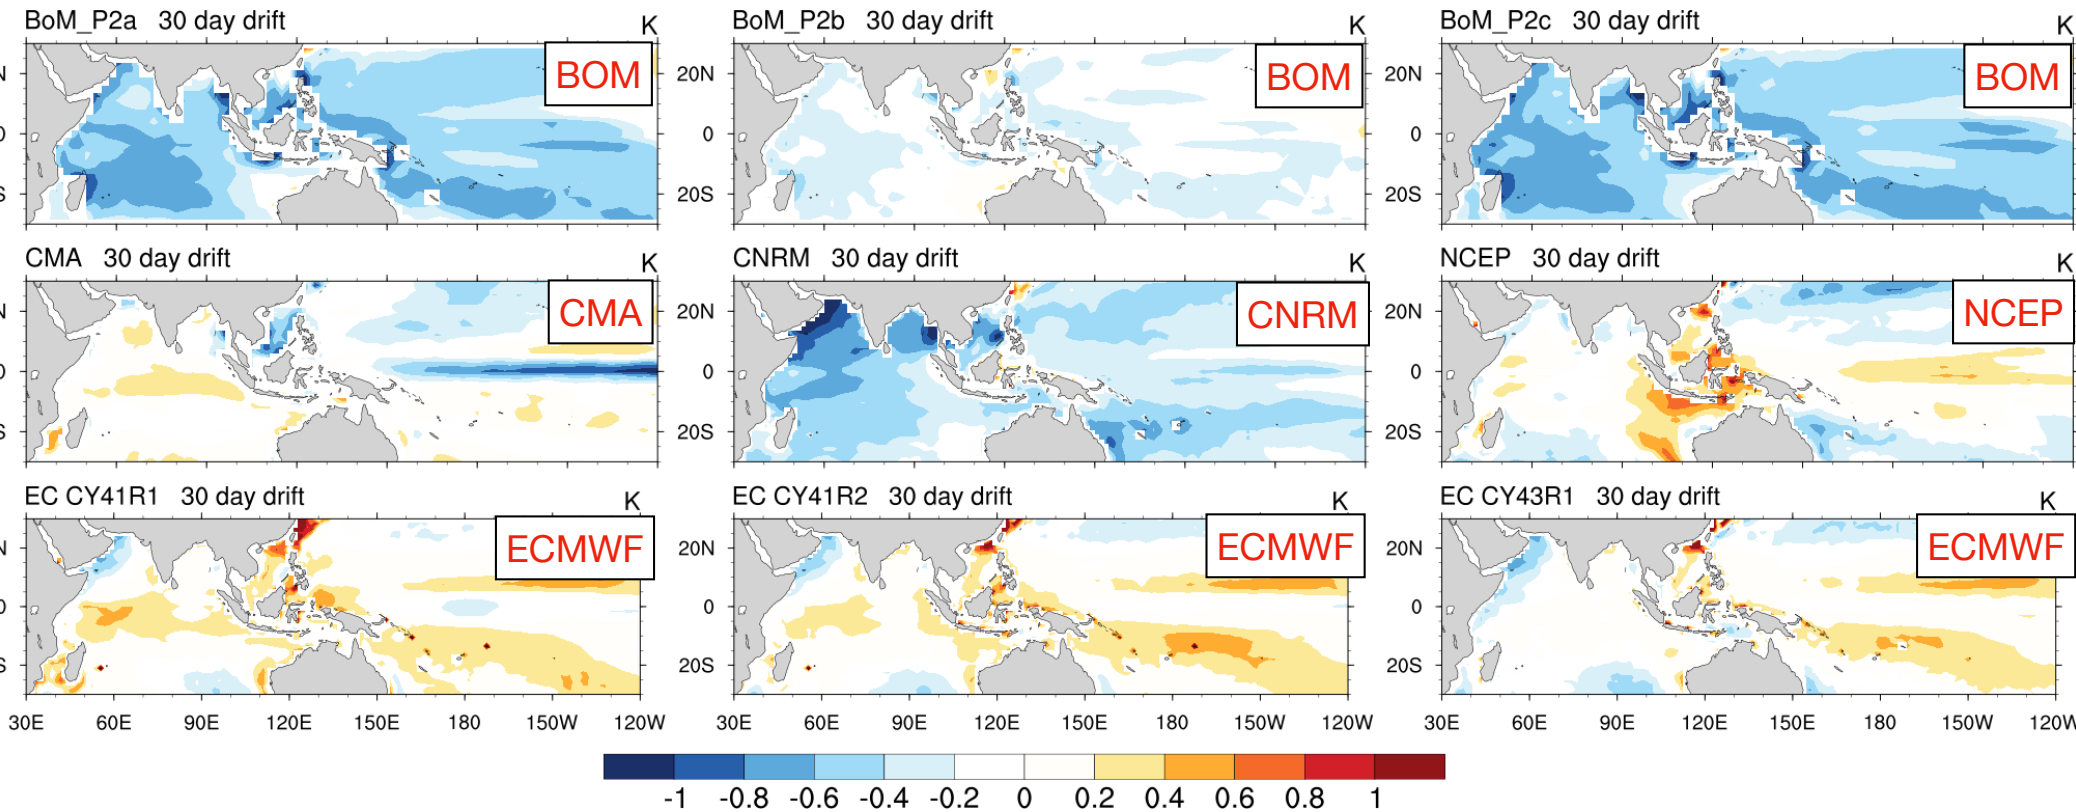 BoM_P2a 30 day drift K
BOM
BoM_P2b 30 day drift K
BOM
BoM_P2c 30 day drift K
BOM
N
0
S
20N
0
20S
20N
0
20S
CMA 30 day drift K
CMA
CNRM 30 day drift K
CNRM
NCEP 30 day drift K
NCEP
N
0
S
20N
0
20S
20N
0
20S
EC CY41R1 30 day drift K
ECMWF
EC CY41R2 30 day drift K
ECMWF
EC CY43R1 30 day drift K
ECMWF
N
0
S
20N
0
20S
20N
0
20S
30E 60E 90E 120E 150E 180 150W 120W
30E 60E 90E 120E 150E 180 150W 120W
30E 60E 90E 120E 150E 180 150W 120W
-1 -0.8 -0.6 -0.4 -0.2 0 0.2 0.4 0.6 0.8 1